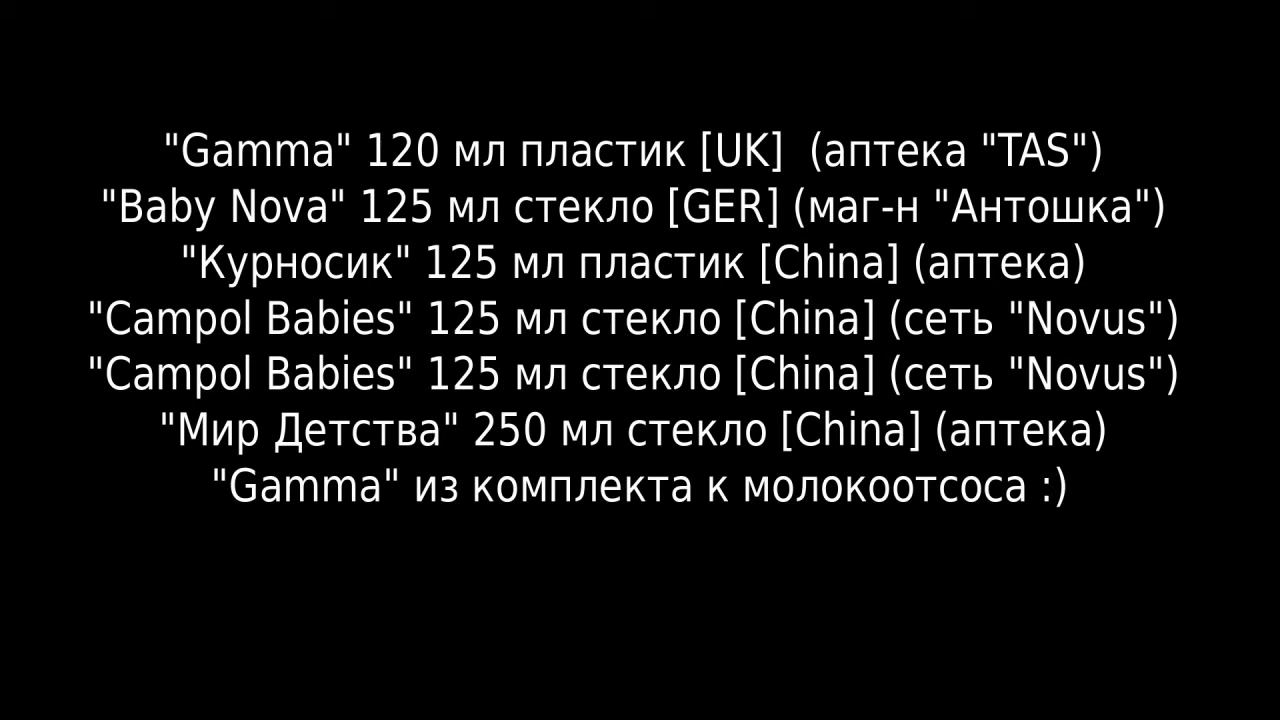 "Gamma" 120 мл пластик [UK]  (аптека "TAS")
"Baby Nova" 125 мл стекло [GER] (маг-н "Антошка")
"Курносик" 125 мл пластик [China] (аптека)
"Campol Babies" 125 мл стекло [China] (сеть "Novus")
"Campol Babies" 125 мл стекло [China] (сеть "Novus")
"Мир Детства" 250 мл стекло [China] (аптека)
"Gamma" из комплекта к молокоотсоса :)